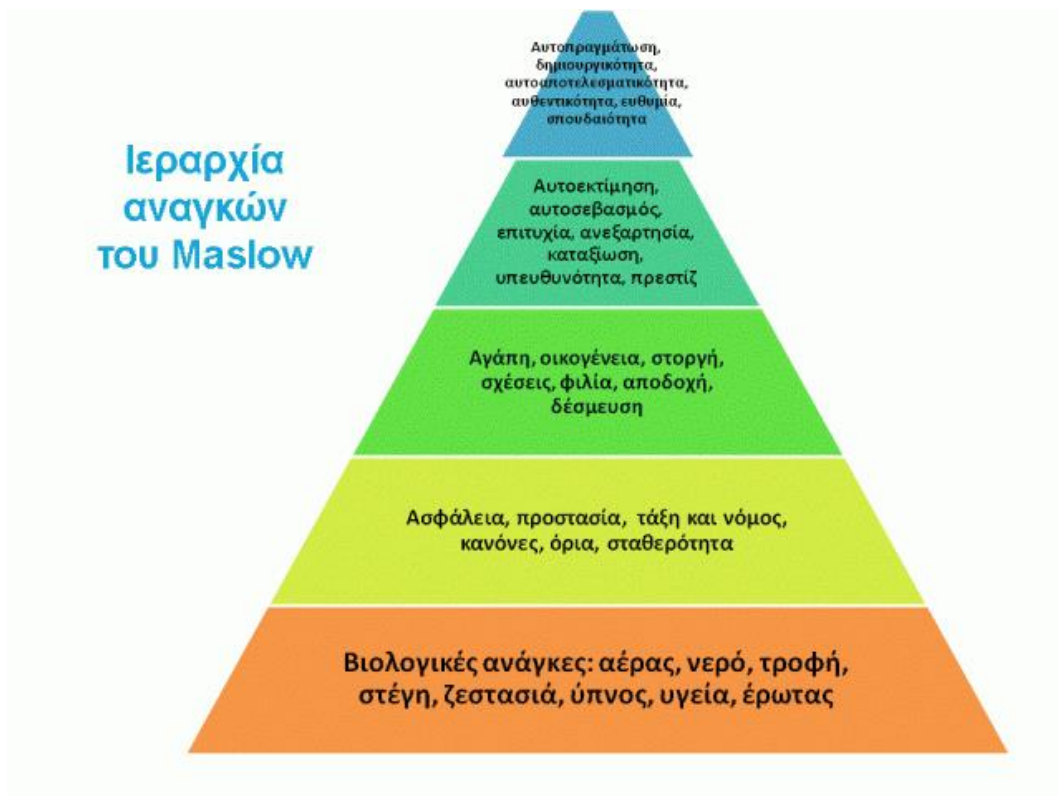 Ιεραρχία
αναγκών
του Maslow
Αυτοπραγμάτωση,
δημιουργικότητα,
αυτοαποτελεσματικότητα,
αυθεντικότητα, ευθυμία,
σπουδαιότητα
Αυτοεκτίμηση,
αυτοσεβασμός,
επιτυχία, ανεξαρτησία,
καταξίωση,
υπευθυνότητα, πρεστίζ
Αγάπη, οικογένεια, στοργή,
σχέσεις, φιλία, αποδοχή,
δέσμευση
Ασφάλεια, προστασία, τάξη και νόμος,
κανόνες, όρια, σταθερότητα
Βιολογικές ανάγκες: αέρας, νερό, τροφή,
στέγη, ζεστασιά, ύπνος, υγεία, έρωτας